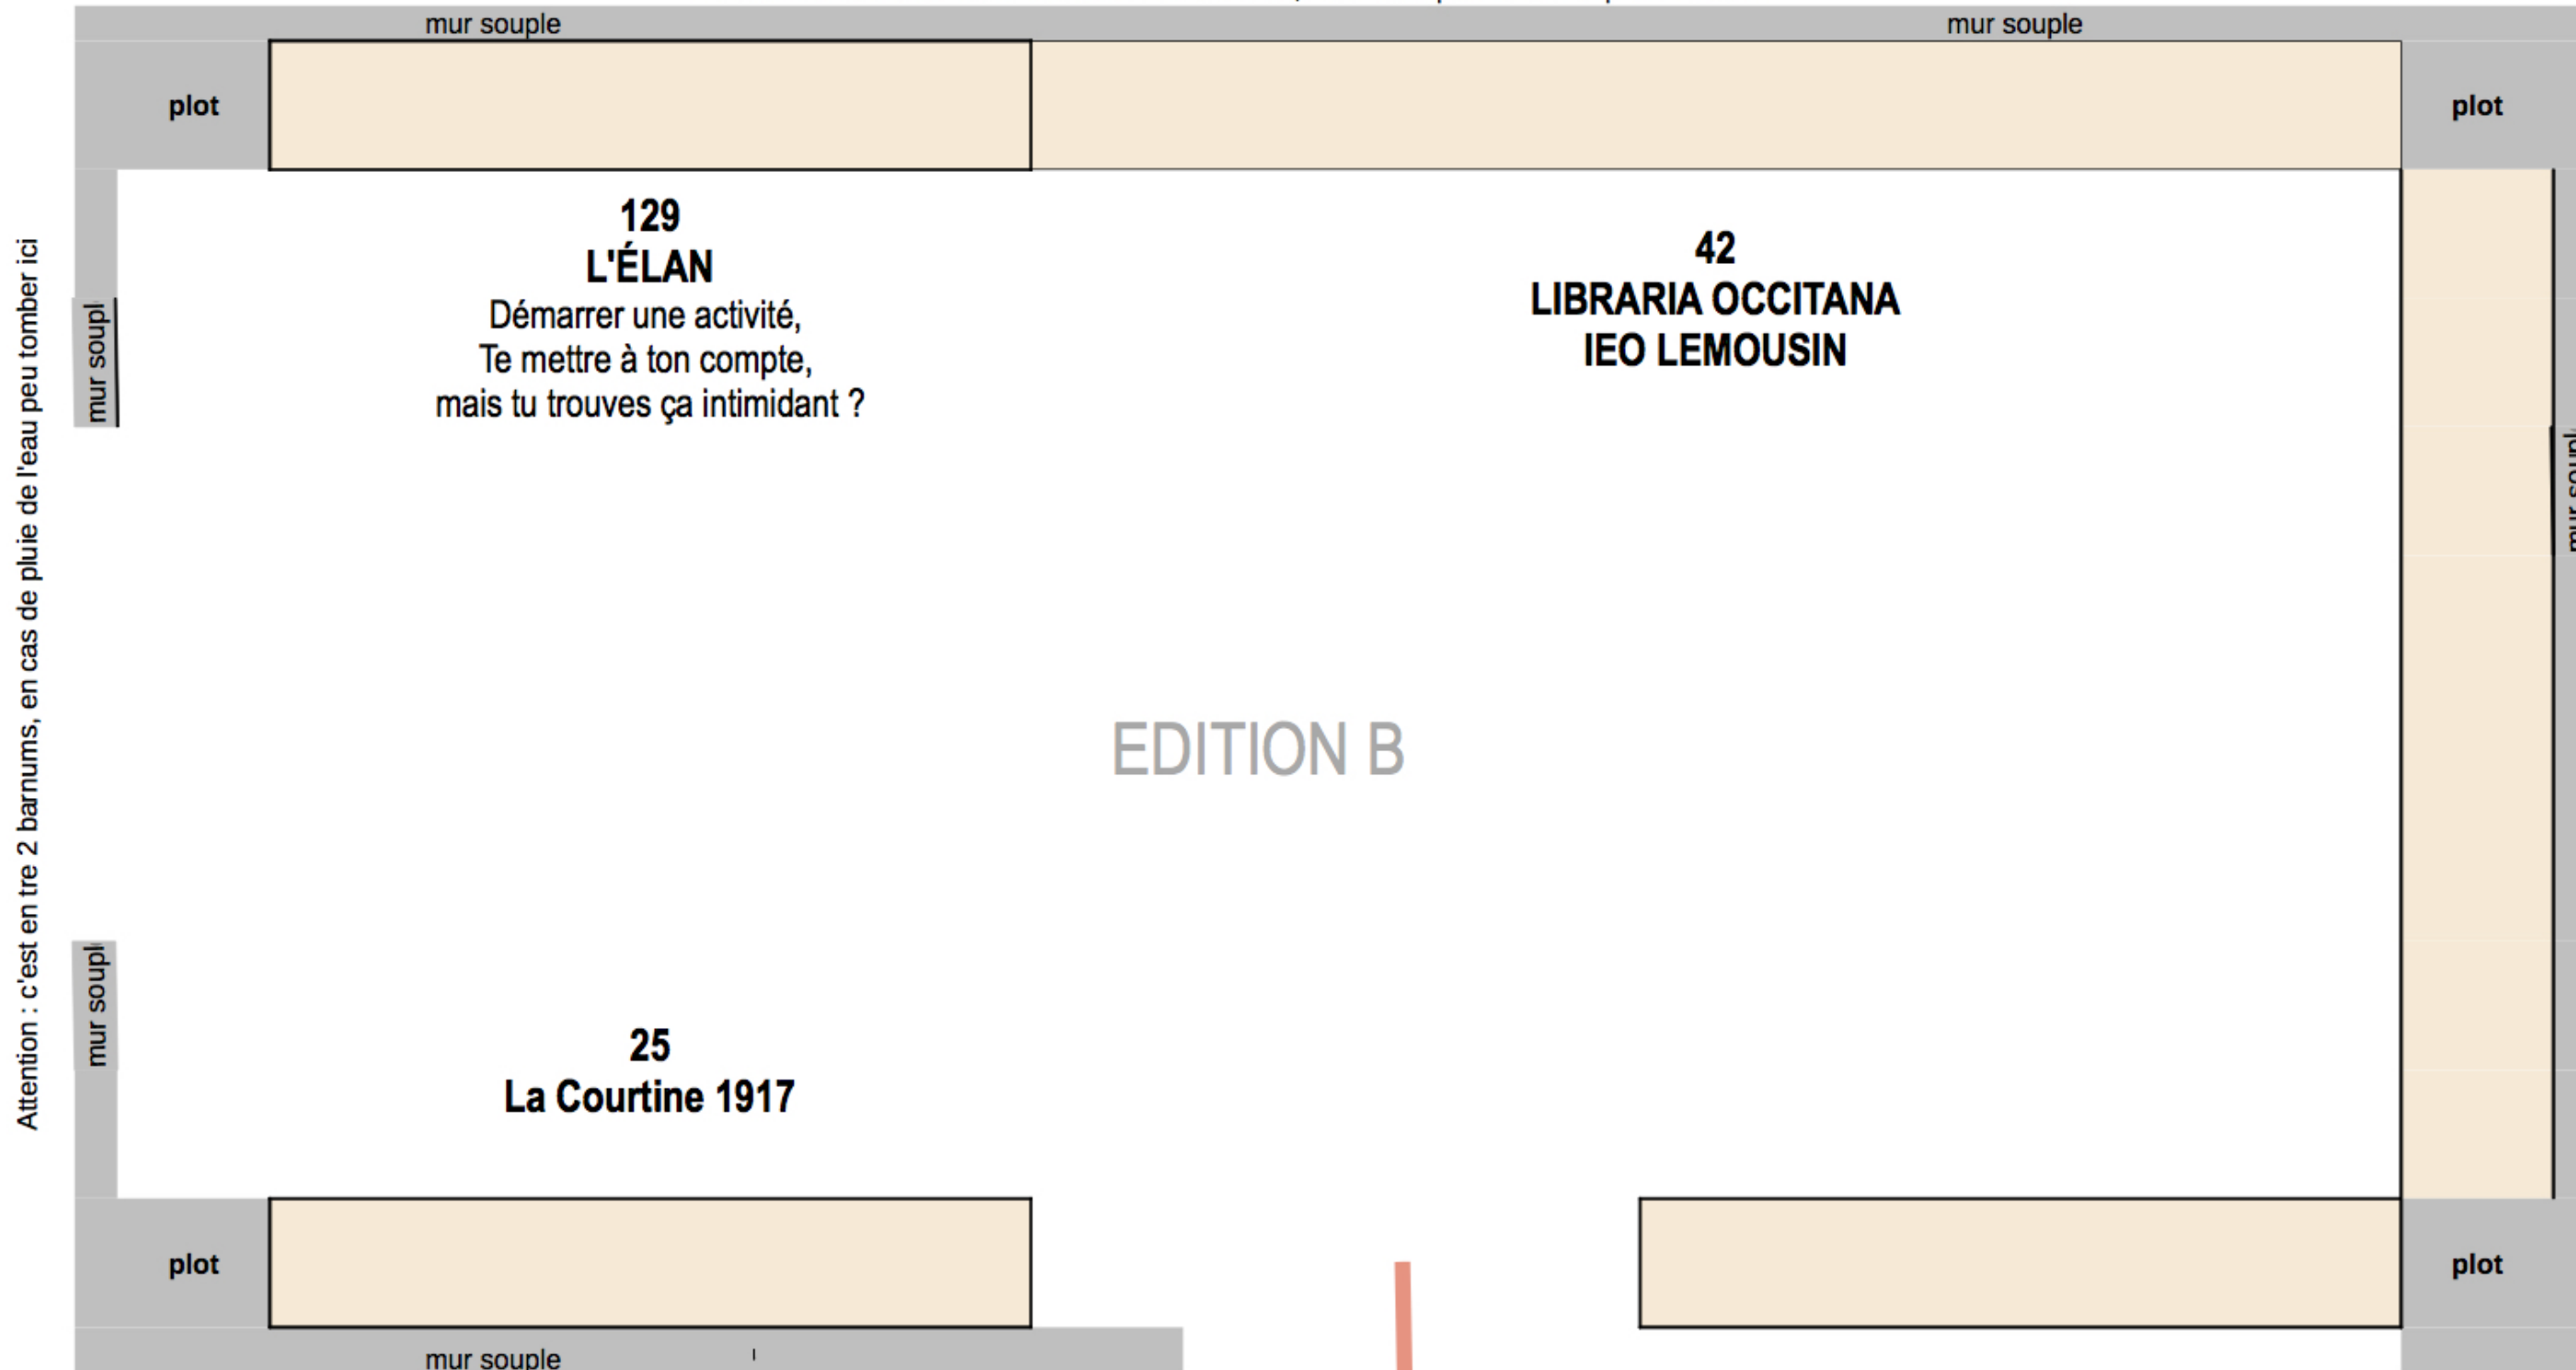 mur souple
mur souple
plot
plot
129
L'ÉLAN
Démarrer une activité,
Te mettre à ton compte,
mais tu trouves ça intimidant ?
42
LIBRARIA OCCITANA
IEO LEMOUSIN
mur soupl
mur soupl
Attention : c'est en tre 2 barnums, en cas de pluie de l'eau peu tomber ici
EDITION B
mur soupl
25
La Courtine 1917
plot
plot
mur souple